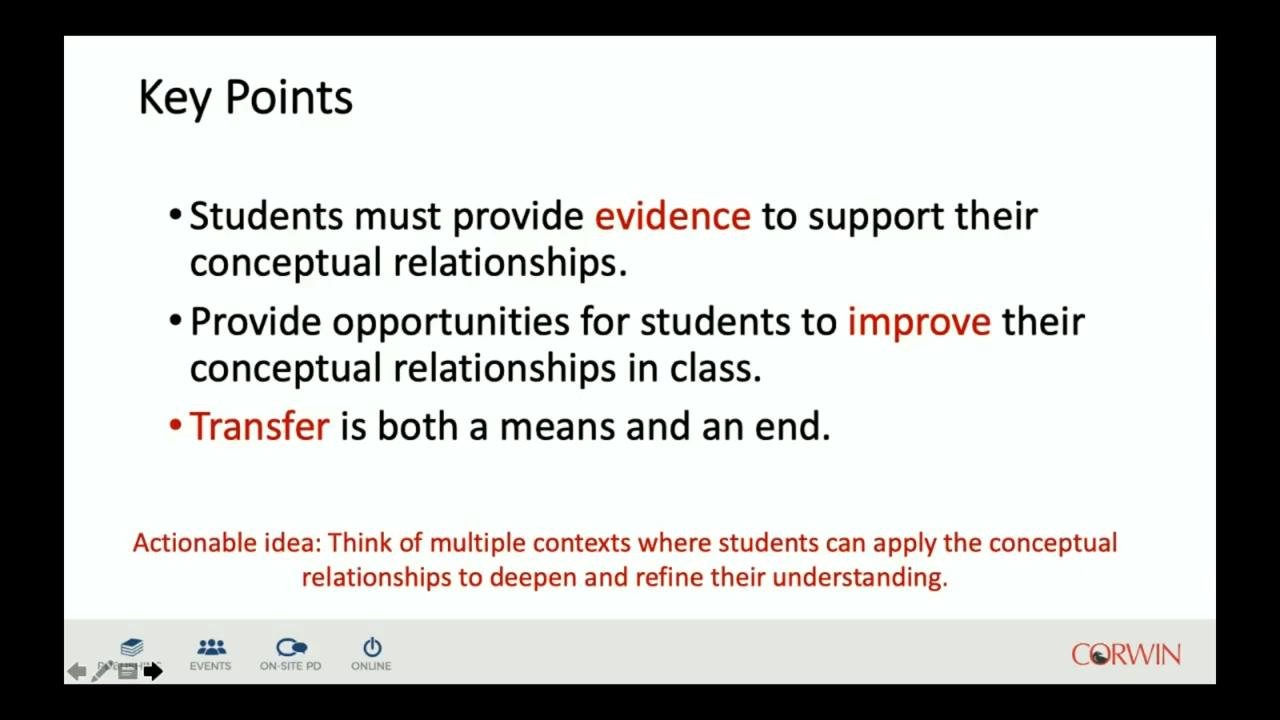 Key Points
•Students must provide evidence to support their
conceptual relationships.
•Provide opportunities for students to improve their
conceptual relationships in class.
•Transfer is both a means and an end.
Actionable idea: Think of multiple contexts where students can apply the conceptual
relationships to deepen and refine their understanding.
EVENTS
ON-SITE PD
ONLINE
CORWIN